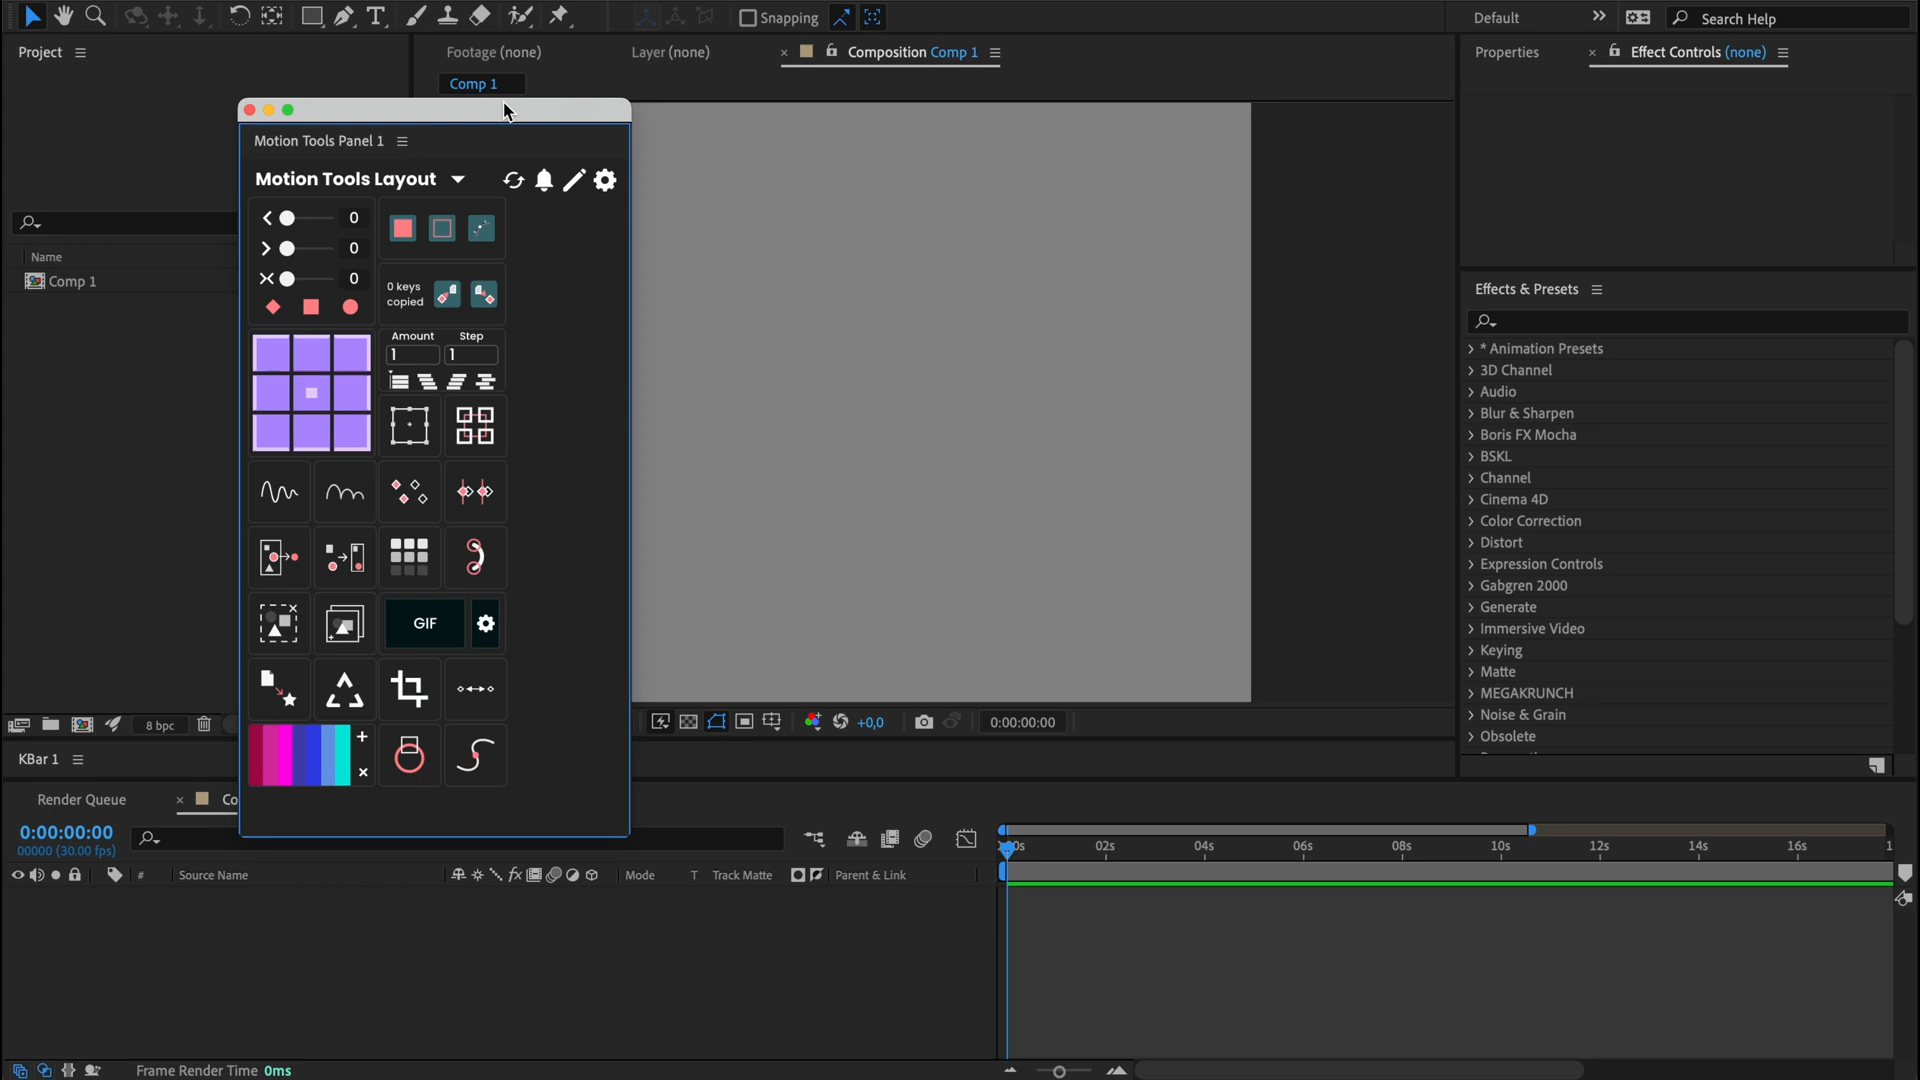 Snapping
Default
Search Help
Project
Footage (none)
Layer (none)
Composition Comp 1
Properties
Effect Controls (none)
Comp 1
Motion Tools Panel 1
Motion Tools Layout
0
0
0
0 keys
copied
Amount Step
1 1
GIF
Name
Comp 1
8 bpc
+0,0
0:00:00:00
KBar 1
Effects & Presets
* Animation Presets
3D Channel
Audio
Blur & Sharpen
Boris FX Mocha
BSKL
Channel
Cinema 4D
Color Correction
Distort
Expression Controls
Gabgren 2000
Generate
Immersive Video
Keying
Matte
MEGAKRUNCH
Noise & Grain
Obsolete
Render Queue
Co
0:00:00:00
00000 (30.00 fps)
# Source Name Mode T Track Matte Parent & Link
00s 02s 04s 06s 08s 10s 12s 14s 16s 1
Frame Render Time 0ms